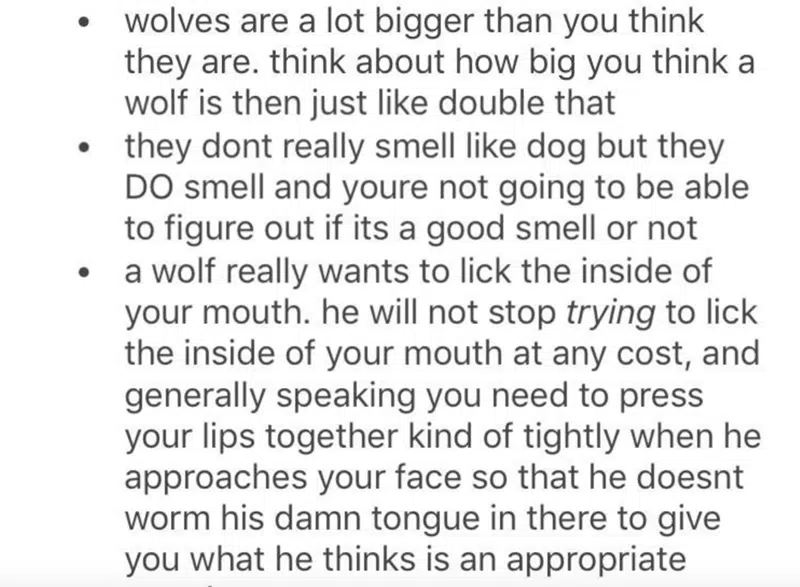 • wolves are a lot bigger than you think
they are. think about how big you think a
wolf is then just like double that
• they dont really smell like dog but they
DO smell and youre not going to be able
to figure out if its a good smell or not
• a wolf really wants to lick the inside of
your mouth. he will not stop trying to lick
the inside of your mouth at any cost, and
generally speaking you need to press
your lips together kind of tightly when he
approaches your face so that he doesnt
worm his damn tongue in there to give
you what he thinks is an appropriate